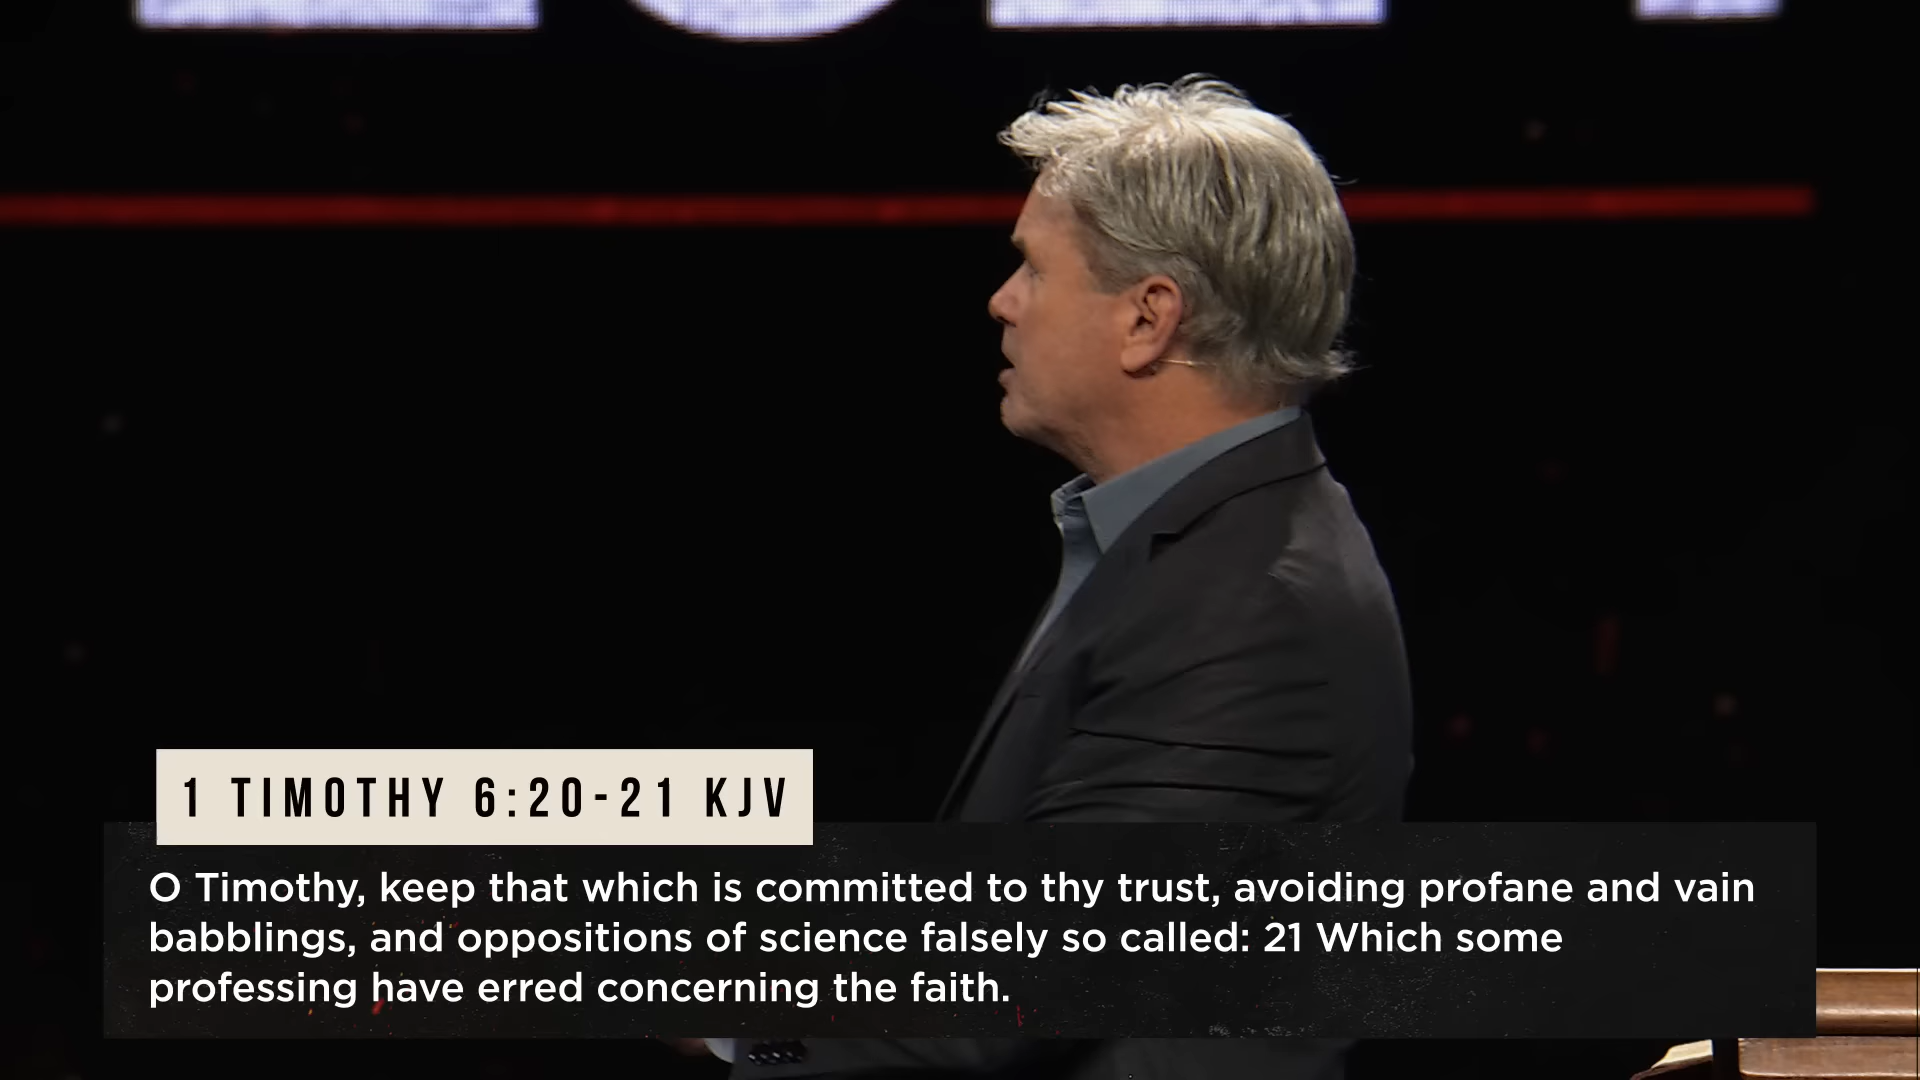 1 TIMOTHY 6:20-21 KJV
O Timothy, keep that which is committed to thy trust, avoiding profane and vain
babblings, and oppositions of science falsely so called: 21 Which some
professing have erred concerning the faith.